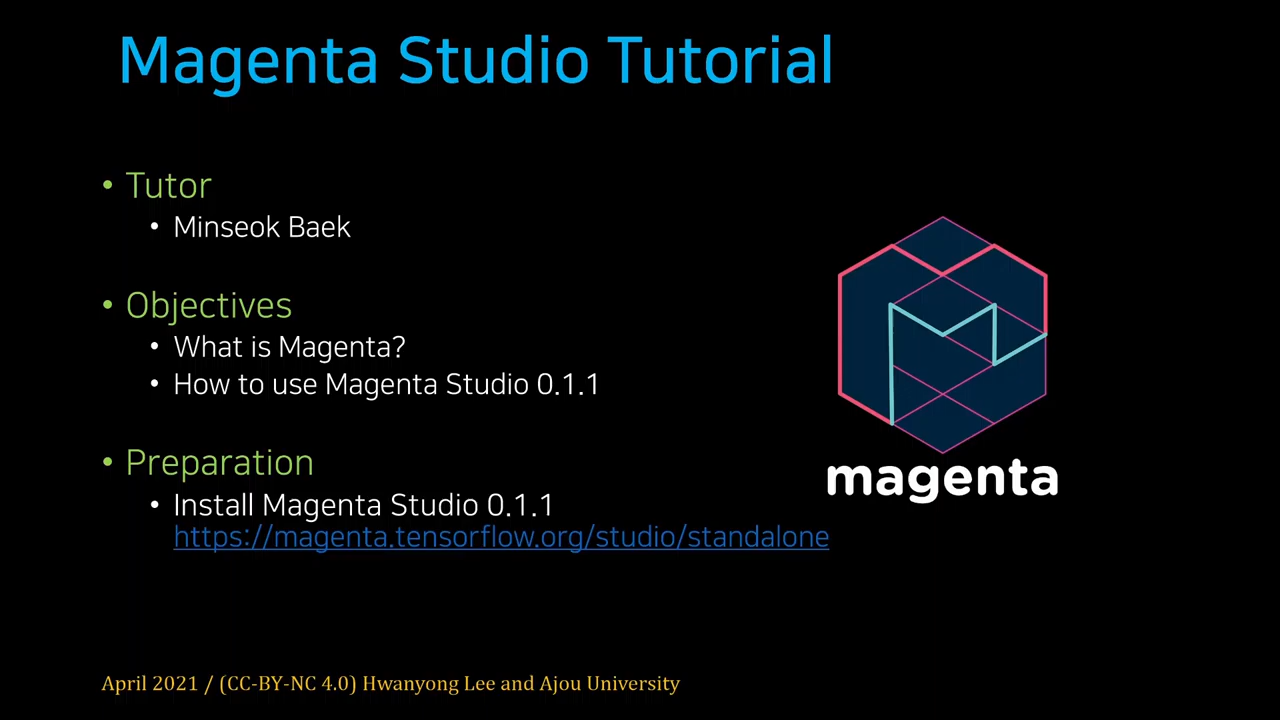 Magenta Studio Tutorial
• Tutor
• Minseok Baek
• Objectives
• What is Magenta?
• How to use Magenta Studio 0.1.1
• Preparation
• Install Magenta Studio 0.1.1
https://magenta.tensorflow.org/studio/standalone
magenta
April 2021 / (CC-BY-NC 4.0) Hwanyong Lee and Ajou University